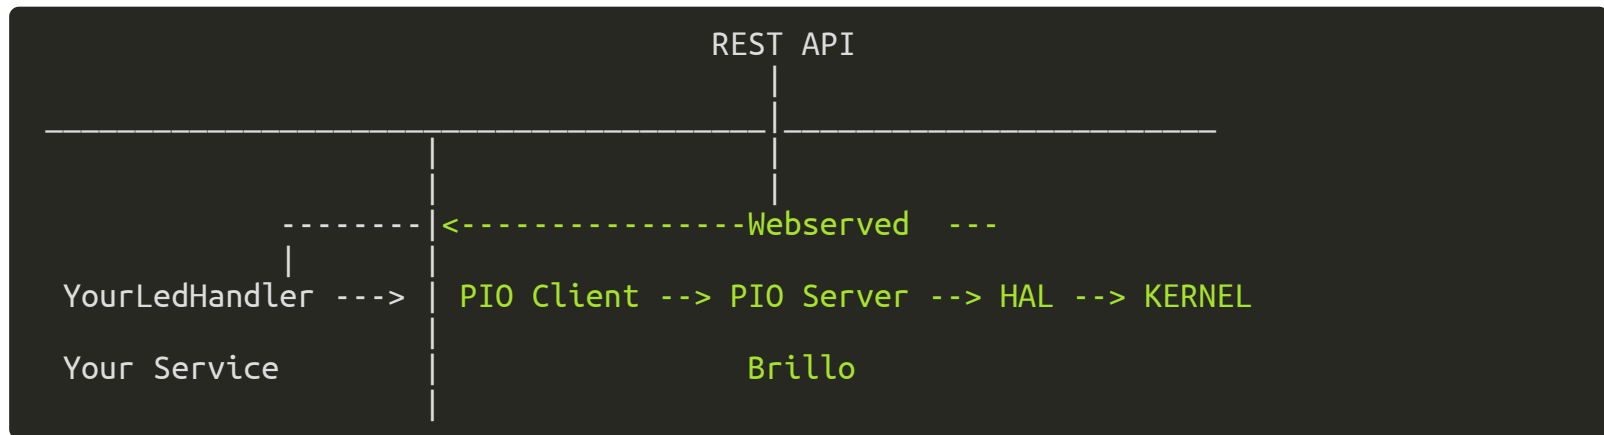 REST API
<----------------Webserved ---
YourLedHandler ---> | PIO Client --> PIO Server --> HAL --> KERNEL
Your Service | Brillo